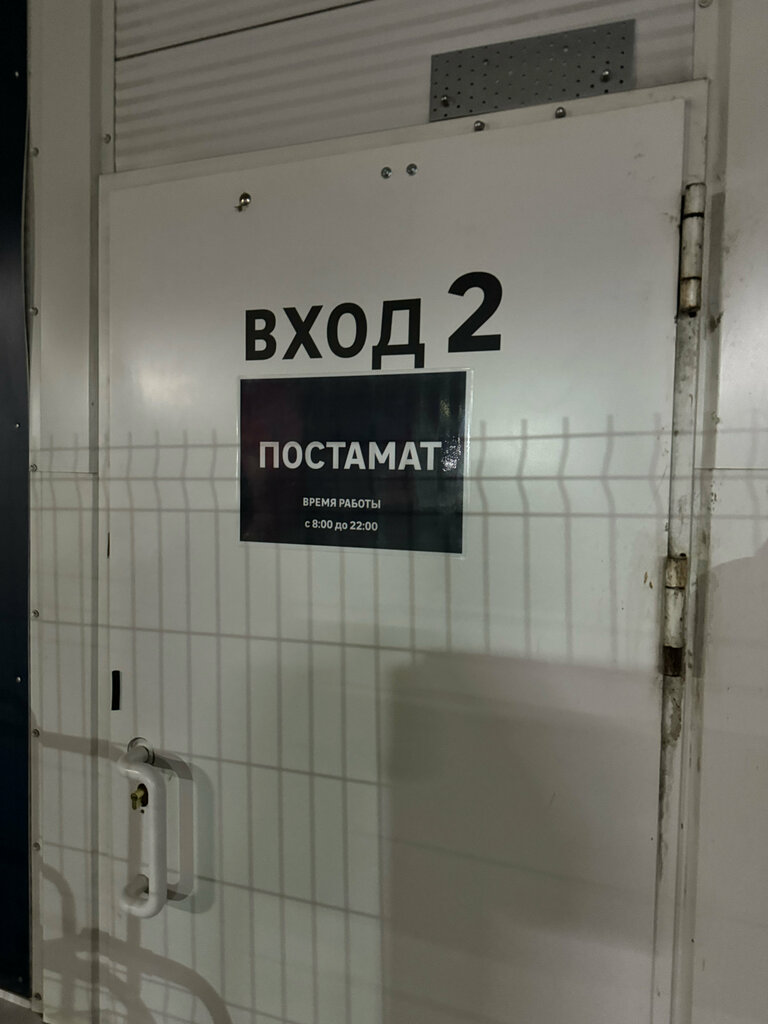 ВХОД 2
ПОСТАМАТ
ВРЕМЯ РАБОТЫ
с 8:00 до 22:00